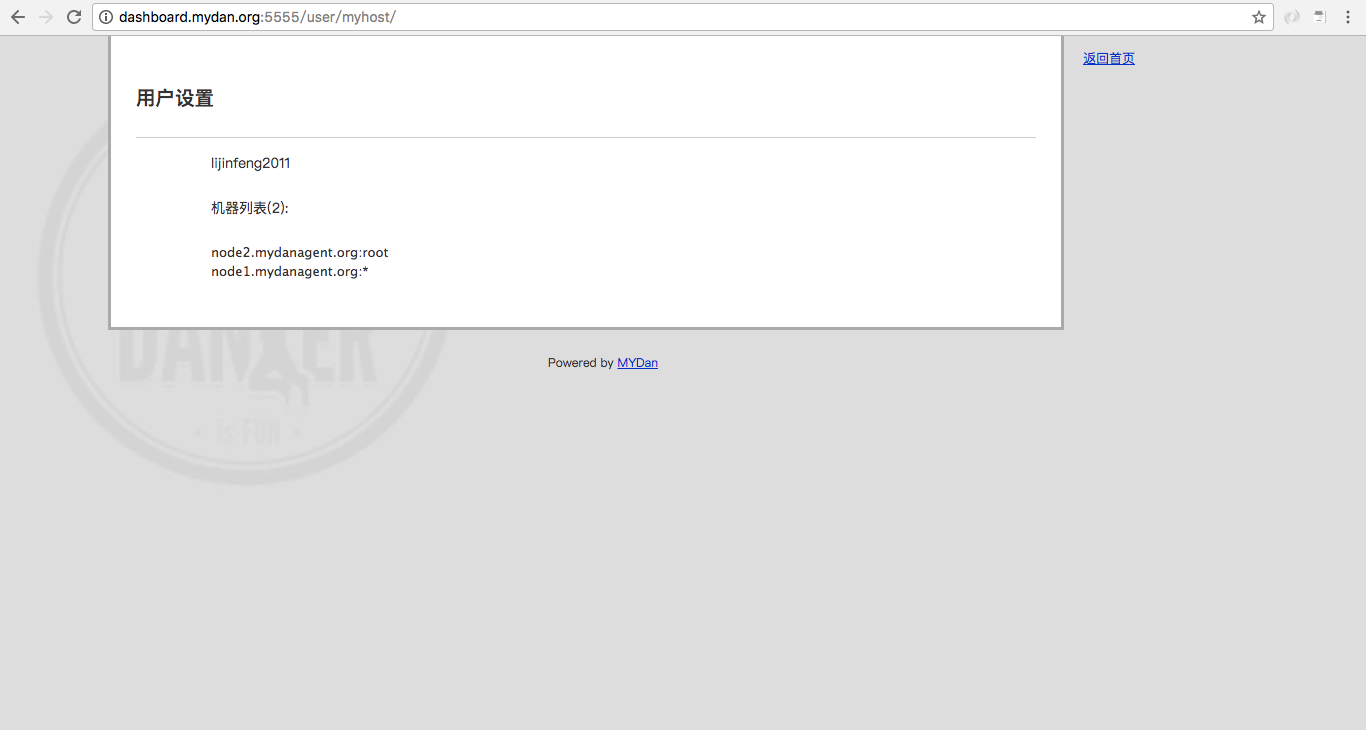 dashboard.mydan.org:5555/user/myhost/
返回首页
用户设置
lijinfeng2011
机器列表(2):
node2.mydanagent.org:root
node1.mydanagent.org:*
Powered by MYDan
· is FUN ·